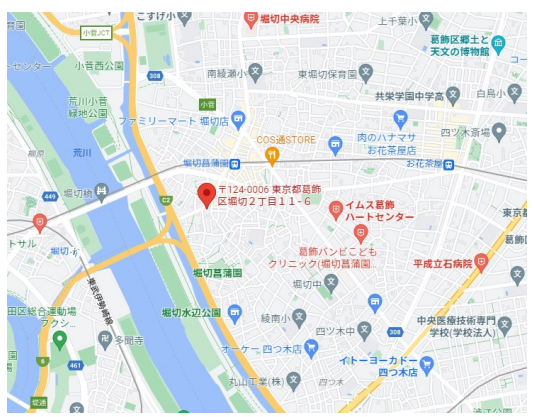 こすげ小
堀切中央病院
上千葉小
小菅JCT
葛飾区郷土と
天文の博物館
小菅西公園
308
南綾瀬小
東堀切保育園
荒川小菅
緑地公園
小菅
共栄学園中学高
白鳥小
ファミリーマート 堀切店
COS通STORE
肉のハナマサ
お花茶屋店
四ツ木斎場
荒川
堀切菖蒲園
お花茶屋
449
堀切橋
C2
〒124-0006 東京都葛飾
区堀切2丁目11-6
イムス葛飾
ハートセンター
東京
トサル
堀切
葛飾
葛飾バンビこども
クリニック(堀切菖蒲園...
平成立石病院
堀切菖蒲園
東武伊勢崎線
堀切中
田区総合運動場
堀切水辺公園
綾南小
四ツ木中
308
中央医療技術専門
学校(学校法人)
多聞寺
オーケー 四つ木店
イトーヨーカドー
四つ木店
6
461
丸山工業(株)
四つ木
堤通
渋江公園